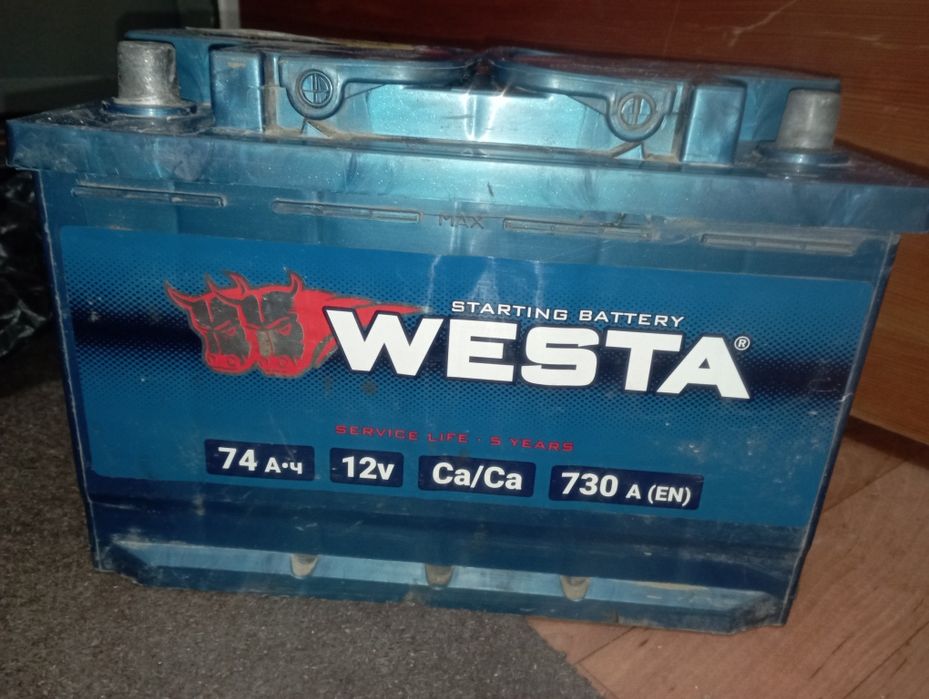 MAX
STARTING BATTERY
WESTA®
SERVICE LIFE · 5 YEARS
74 А·ч 12v Ca/Ca 730 A (EN)